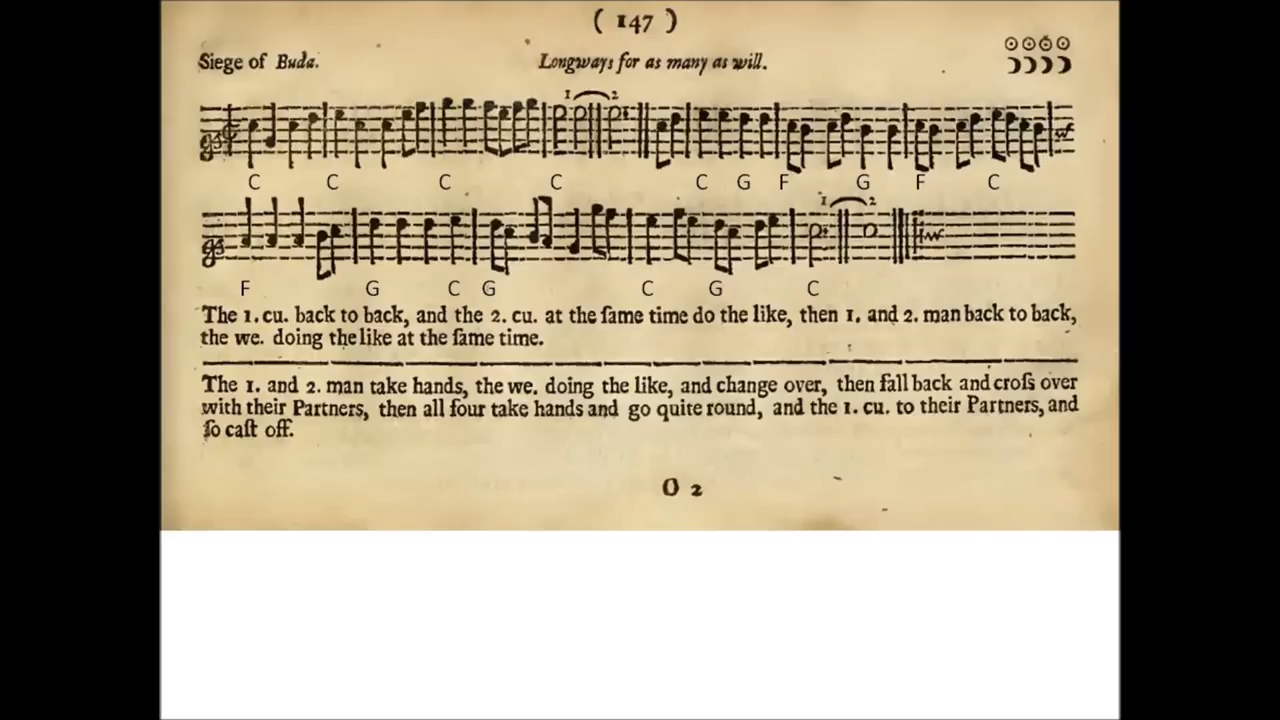 ( 147 )
Siege of Buda. Longways for as many as will.
1 2
C C C C C G F G F C
1 2
F G C G C G C
The 1. cu. back to back, and the 2. cu. at the ſame time do the like, then 1. and 2. man back to back,
the we. doing the like at the ſame time.
The 1. and 2. man take hands, the we. doing the like, and change over, then fall back and croſs over
with their Partners, then all four take hands and go quite round, and the 1. cu. to their Partners, and
ſo caſt off.
O 2